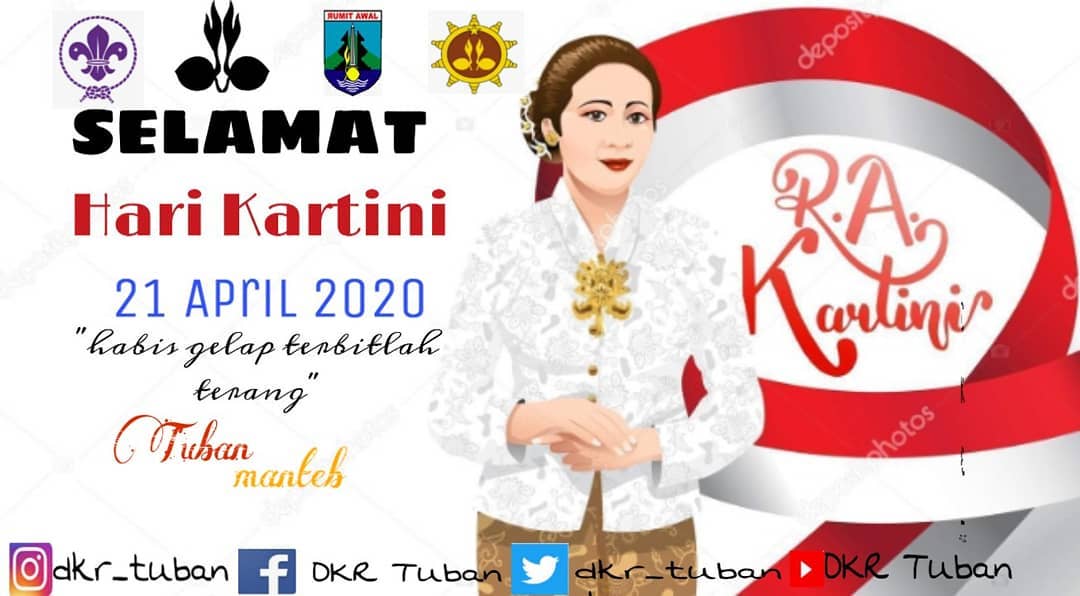 RUMIT AWAL
SELAMAT
Hari Kartini
21 April 2020
"habis gelap terbitlah
terang"
Tuban
manteb
R.A.
Kartini
dkr_tuban
DKR Tuban
dkr_tuban
DKR Tuban
depositphotos